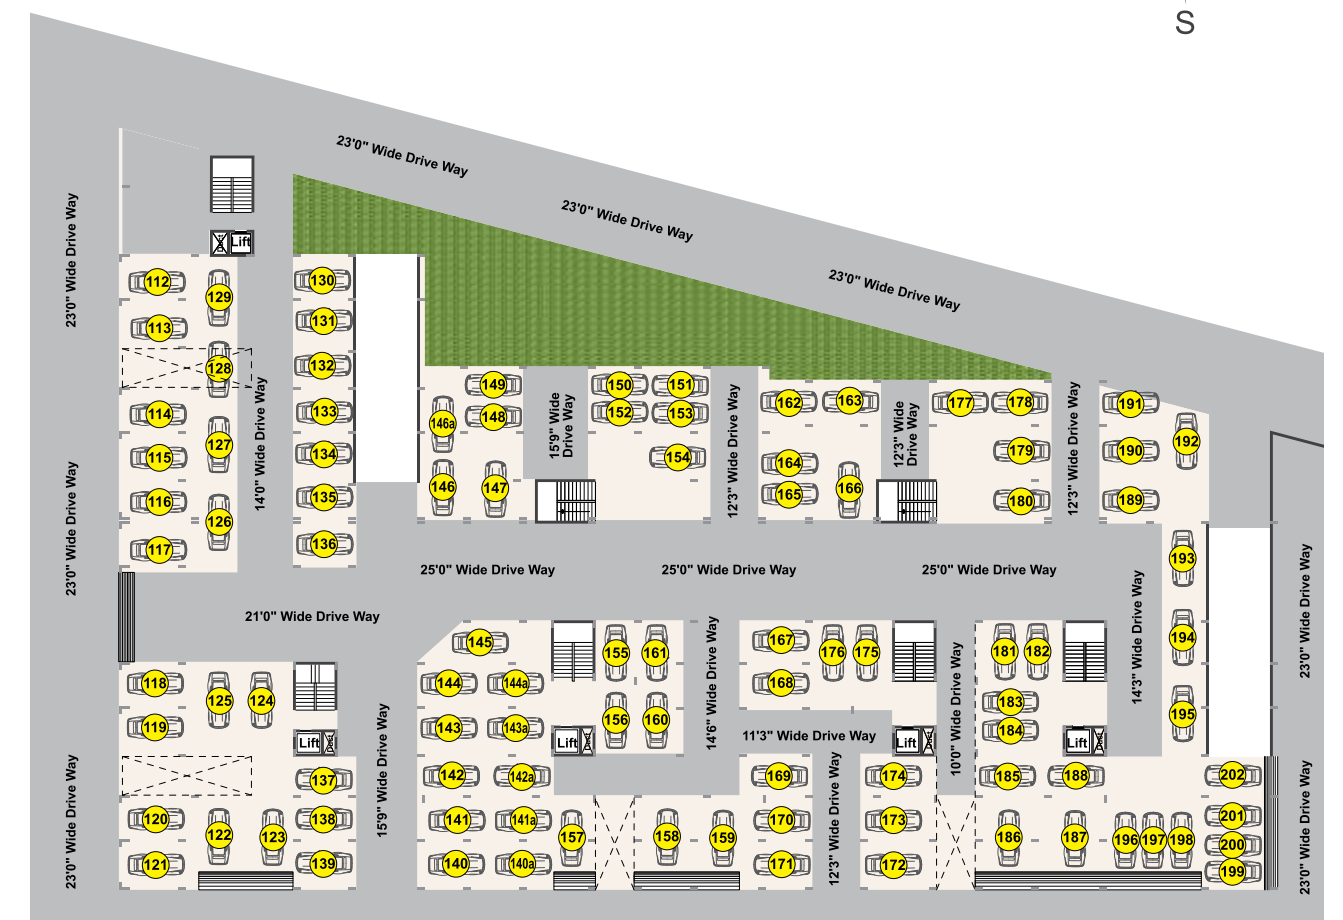 S
23'0" Wide Drive Way
23'0" Wide Drive Way
23'0" Wide Drive Way
23'0" Wide Drive Way
Lift
Duct
112
129
113
128
114
127
115
116
126
117
14'0" Wide Drive Way
130
131
132
133
134
135
136
149
146a
148
146
147
15'9" Wide
Drive Way
150
151
152
153
154
12'3" Wide Drive Way
162
163
164
165
166
12'3" Wide
Drive Way
177
178
179
180
12'3" Wide Drive Way
191
192
190
189
193
194
195
23'0" Wide Drive Way
25'0" Wide Drive Way
25'0" Wide Drive Way
25'0" Wide Drive Way
21'0" Wide Drive Way
14'3" Wide Drive Way
23'0" Wide Drive Way
118
125
124
119
Lift
Duct
137
120
122
123
138
121
139
23'0" Wide Drive Way
15'9" Wide Drive Way
145
144
144a
143
143a
142
142a
141
141a
140
140a
155
161
156
160
Lift
Duct
157
158
159
14'6" Wide Drive Way
167
176
175
168
11'3" Wide Drive Way
169
170
171
12'3" Wide Drive Way
Lift
Duct
174
173
172
10'0" Wide Drive Way
181
182
183
184
Lift
Duct
185
188
186
187
196
197
198
202
201
200
199
23'0" Wide Drive Way